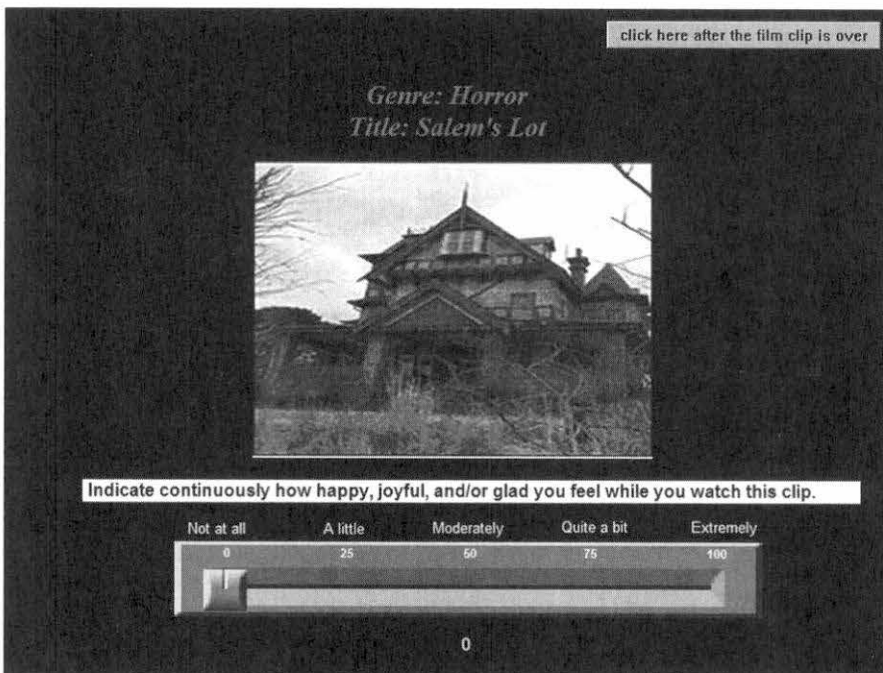 click here after the film clip is over
Genre: Horror
Title: Salem's Lot
Indicate continuously how happy, joyful, and/or glad you feel while you watch this clip.
Not at all A little Moderately Quite a bit Extremely
0 25 50 75 100
0